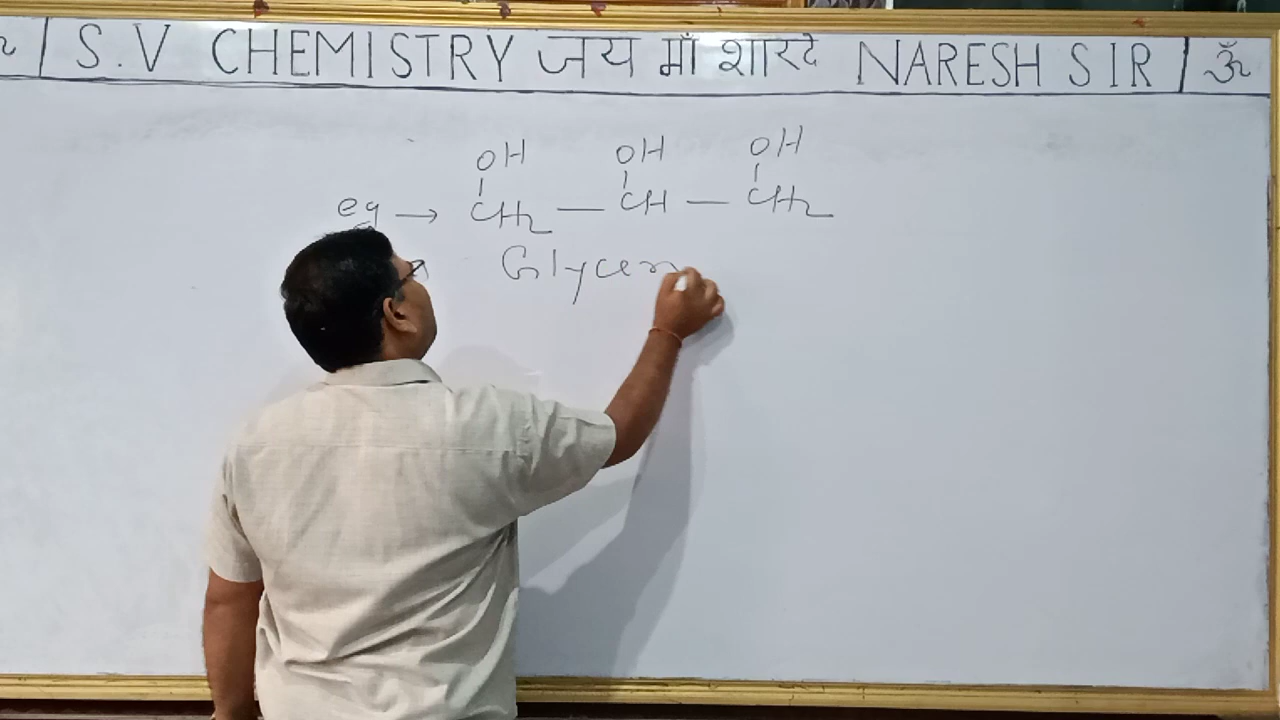 S.V CHEMISTRY जय माँ शारदे NARESH SIR ॐ
OH OH OH
eg → CH2 — CH — CH2
Glycer